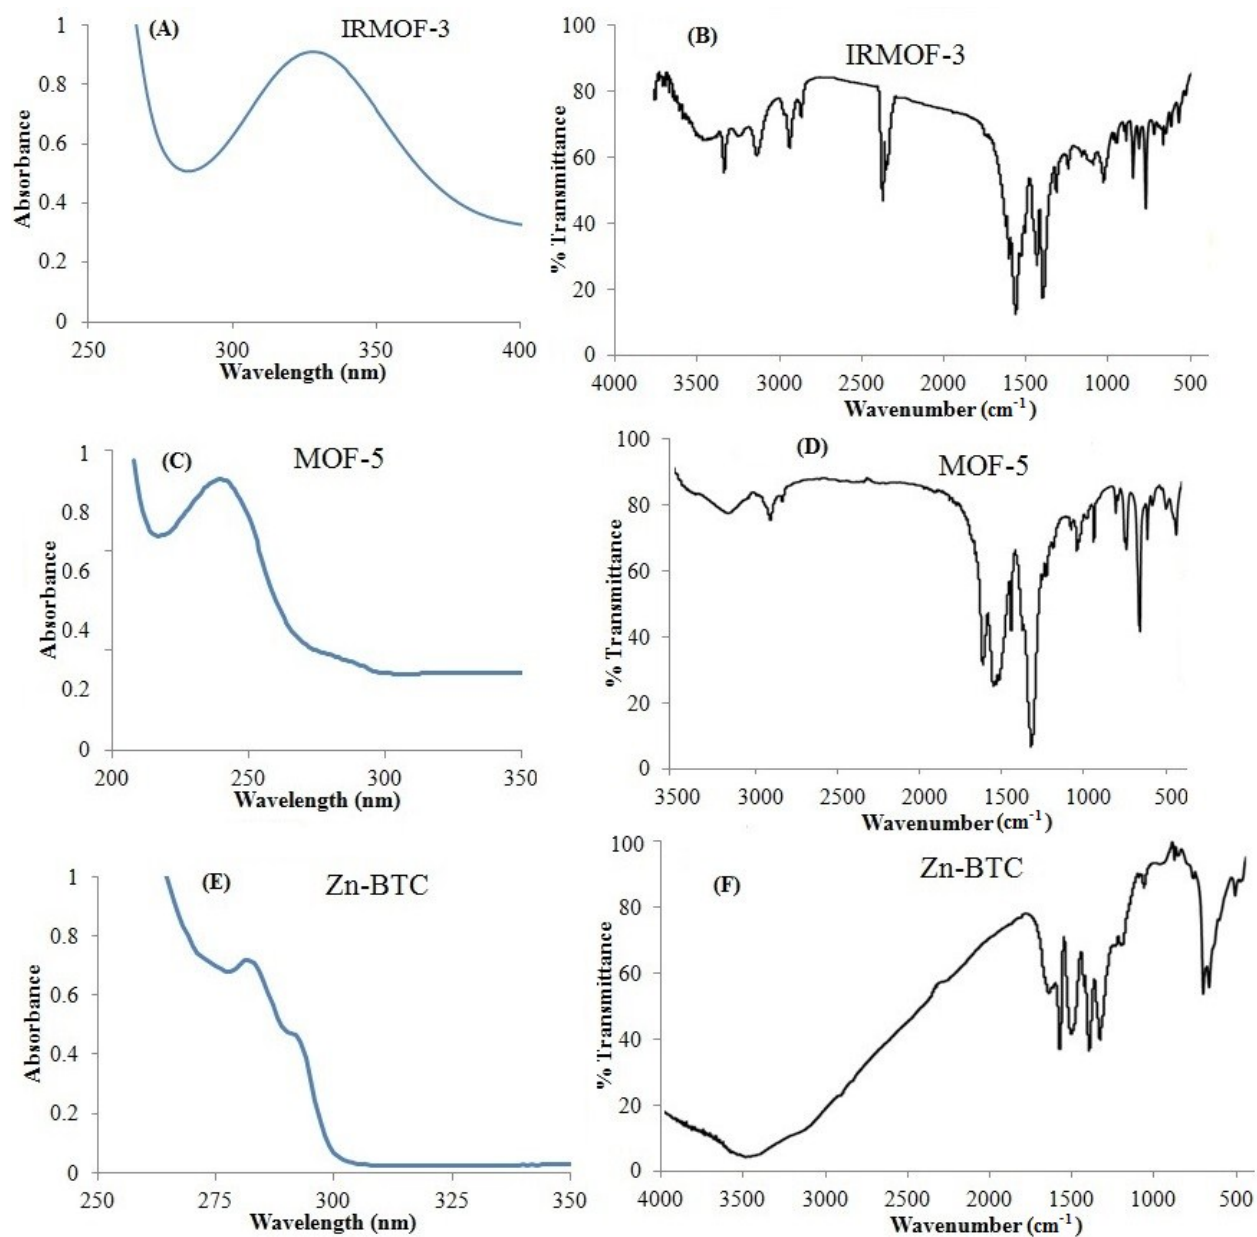 (A)
IRMOF-3
1
0.8
0.6
0.4
0.2
0
Absorbance
250 300 350 400
Wavelength (nm)
(B)
IRMOF-3
100
80
60
40
20
0
% Transmittance
4000 3500 3000 2500 2000 1500 1000 500
Wavenumber (cm-1)
(C)
MOF-5
1
0.8
0.6
0.4
0.2
0
Absorbance
200 250 300 350
Wavelength (nm)
(D)
MOF-5
100
80
60
40
20
0
% Transmittance
3500 3000 2500 2000 1500 1000 500
Wavenumber (cm-1)
(E)
Zn-BTC
1
0.8
0.6
0.4
0.2
0
Absorbance
250 275 300 325 350
Wavelength (nm)
(F)
Zn-BTC
100
80
60
40
20
0
% Transmittance
4000 3500 3000 2500 2000 1500 1000 500
Wavenumber (cm-1)